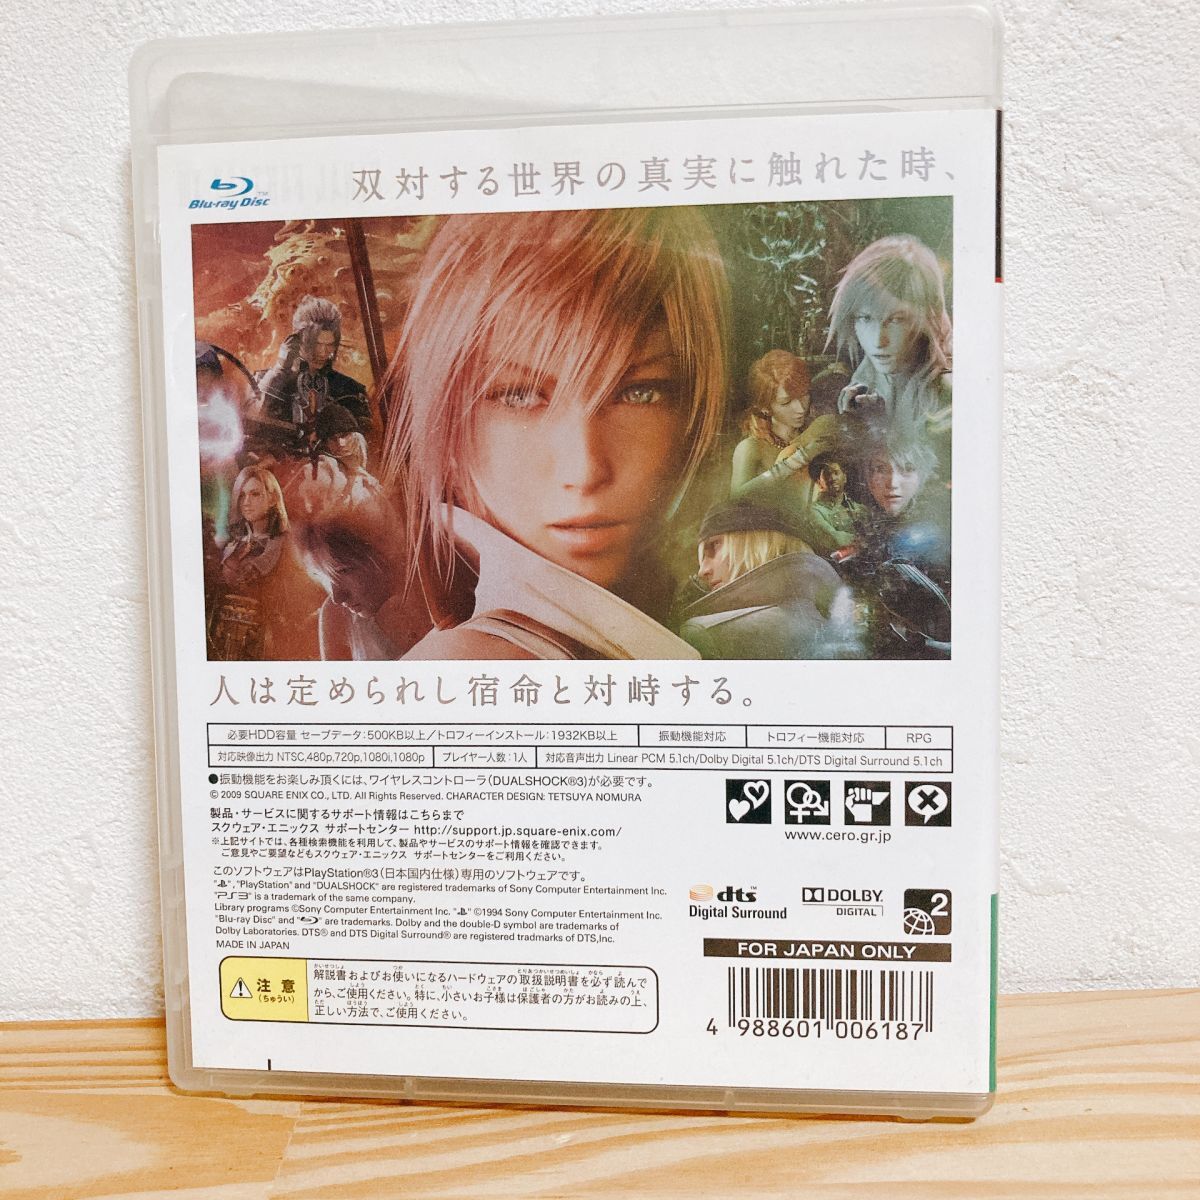 Blu-ray Disc™
双対する世界の真実に触れた時、
人は定められし宿命と対峙する。
必要HDD容量 セーブデータ:500KB以上/トロフィーインストール:1932KB以上 振動機能対応 トロフィー機能対応 RPG
対応映像出力 NTSC,480p,720p,1080i,1080p プレイヤー人数:1人 対応音声出力 Linear PCM 5.1ch/Dolby Digital 5.1ch/DTS Digital Surround 5.1ch
●振動機能をお楽しみ頂くには、ワイヤレスコントローラ(DUALSHOCK®3)が必要です。
© 2009 SQUARE ENIX CO., LTD. All Rights Reserved. CHARACTER DESIGN: TETSUYA NOMURA
製品・サービスに関するサポート情報はこちらまで
スクウェア・エニックス サポートセンター http://support.jp.square-enix.com/
※上記サイトでは、各種検索機能を利用して、製品やサービスのサポート情報を確認できます。
ご意見やご要望などもスクウェア・エニックス サポートセンターをご利用ください。
www.cero.gr.jp
このソフトウェアはPlayStation®3(日本国内仕様)専用のソフトウェアです。
", "PlayStation" and "DUALSHOCK" are registered trademarks of Sony Computer Entertainment Inc.
"PS3" is a trademark of the same company.
Library programs ©Sony Computer Entertainment Inc. " " ©1994 Sony Computer Entertainment Inc.
"Blu-ray Disc" and " " are trademarks. Dolby and the double-D symbol are trademarks of
Dolby Laboratories. DTS® and DTS Digital Surround® are registered tradmarks of DTS,Inc.
MADE IN JAPAN
dts™
Digital Surround
DOLBY
DIGITAL
2
FOR JAPAN ONLY
注意
(ちゅうい)
解説書およびお使いになるハードウェアの取扱説明書を必ず読んで
から、ご使用ください。特に、小さいお子様は保護者の方がお読みの上、
正しい方法で、ご使用ください。
4 988601 006187